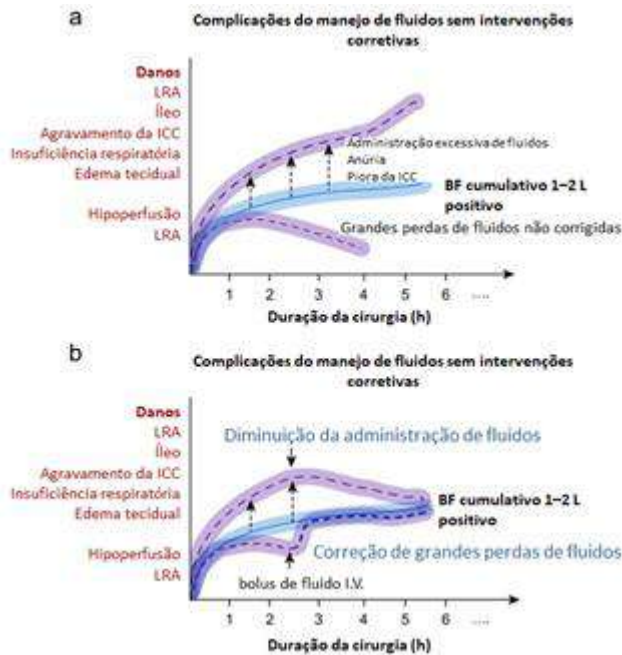 a
Complicações do manejo de fluidos sem intervenções
corretivas
Danos
LRA
Íleo
Agravamento da ICC
Insuficiência respiratória
Edema tecidual
Hipoperfusão
LRA
Administração excessiva de fluidos
Anúria
Piora da ICC
BF cumulativo 1–2 L
positivo
Grandes perdas de fluidos não corrigidas
1 2 3 4 5 6 ....
Duração da cirurgia (h)
b
Complicações do manejo de fluidos sem intervenções
corretivas
Danos
LRA
Íleo
Agravamento da ICC
Insuficiência respiratória
Edema tecidual
Hipoperfusão
LRA
Diminuição da administração de fluidos
BF cumulativo 1–2 L
positivo
Correção de grandes perdas de fluidos
bolus de fluido I.V.
1 2 3 4 5 6 ....
Duração da cirurgia (h)